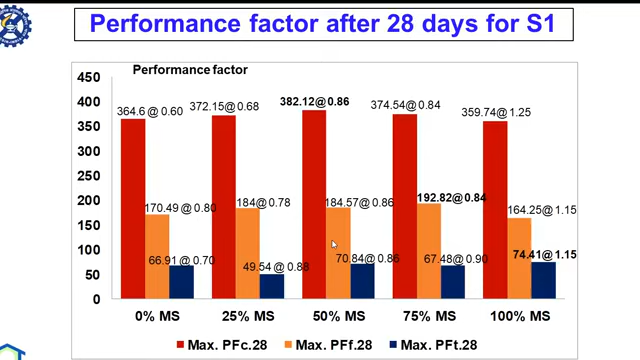 Performance factor after 28 days for S1
Performance factor
450
400
350
300
250
200
150
100
50
0
364.6 @ 0.60
372.15@ 0.68
382.12@ 0.86
374.54@ 0.84
359.74@ 1.25
170.49 @ 0.80
184@ 0.78
184.57@ 0.86
192.82@ 0.84
164.25@ 1.15
66.91 @ 0.70
49.54 @ 0.88
70.84@ 0.86
67.48@ 0.90
74.41@ 1.15
0% MS 25% MS 50% MS 75% MS 100% MS
Max. PFc.28 Max. PFf.28 Max. PFt.28